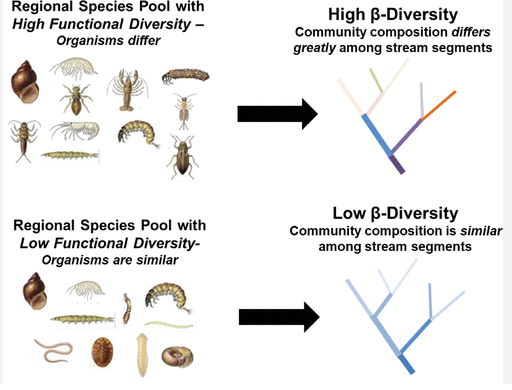 Regional Species Pool with
High Functional Diversity –
Organisms differ
High β-Diversity
Community composition differs
greatly among stream segments
Regional Species Pool with
Low Functional Diversity-
Organisms are similar
Low β-Diversity
Community composition is similar
among stream segments